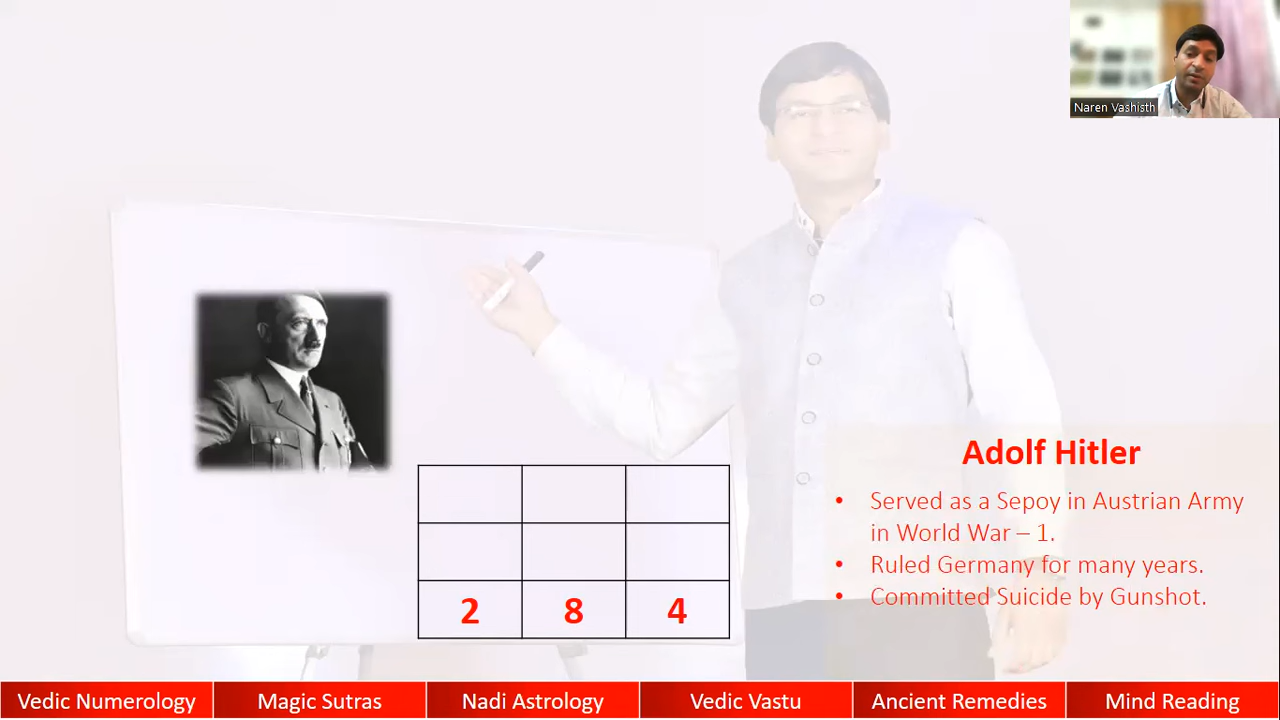 Naren Vashisth
Adolf Hitler
• Served as a Sepoy in Austrian Army
in World War – 1.
• Ruled Germany for many years.
• Committed Suicide by Gunshot.
2 8 4
Vedic Numerology Magic Sutras Nadi Astrology Vedic Vastu Ancient Remedies Mind Reading